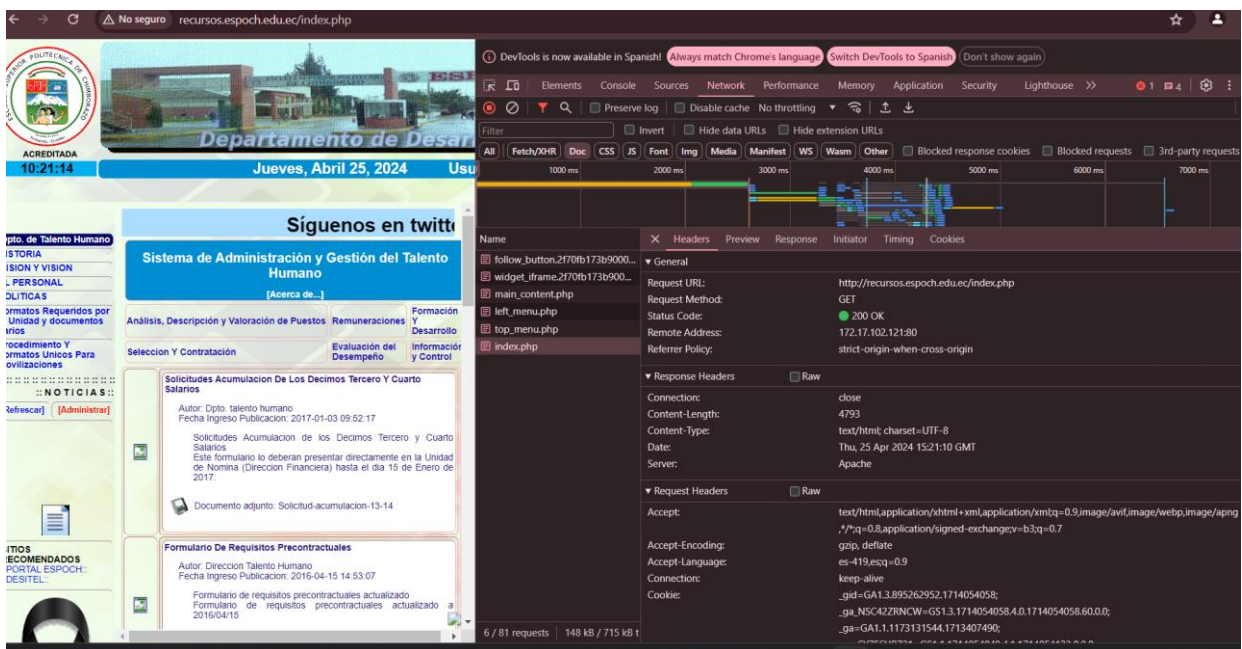 No seguro recursos.espoch.edu.ec/index.php
ACREDITADA
10:21:14
Departamento de Desar
Jueves, Abril 25, 2024 Usu
Síguenos en twitt
pto. de Talento Humano
ISTORIA
ISION Y VISION
L PERSONAL
OLITICAS
ormatos Requeridos por
Unidad y documentos
arios
rocedimiento Y
ormatos Unicos Para
ovilizaciones
:: N O T I C I A S ::
Refrescar] [Administrar]
ITIOS
ECOMENDADOS
PORTAL ESPOCH::
DESITEL::
Sistema de Administración y Gestión del Talento
Humano
[Acerca de...]
Análisis, Descripción y Valoración de Puestos Remuneraciones Formación
Y
Desarrollo
Seleccion Y Contratación Evaluación del
Desempeño
Información
y Control
Solicitudes Acumulacion De Los Decimos Tercero Y Cuarto
Salarios
Autor: Dpto. talento humano
Fecha Ingreso Publicacion: 2017-01-03 09:52:17
Solicitudes Acumulacion de los Decimos Tercero y Cuarto
Salarios
Este formulario lo deberan presentar directamente en la Unidad
de Nomina (Direccion Financiera) hasta el dia 15 de Enero de
2017.
Documento adjunto: Solicitud-acumulacion-13-14
Formulario De Requisitos Precontractuales
Autor: Direccion Talento Humano
Fecha Ingreso Publicacion: 2016-04-15 14:53:07
Formulario de requisitos precontractuales actualizado
Formulario de requisitos precontractuales actualizado a
2016/04/15
DevTools is now available in Spanish! Always match Chrome's language Switch DevTools to Spanish Don't show again
Elements Console Sources Network Performance Memory Application Security Lighthouse 1 4
Preserve log Disable cache No throttling
Filter Invert Hide data URLs Hide extension URLs
All Fetch/XHR Doc CSS JS Font Img Media Manifest WS Wasm Other Blocked response cookies Blocked requests 3rd-party requests
1000 ms 2000 ms 3000 ms 4000 ms 5000 ms 6000 ms 7000 ms
Name
follow_button.2f70fb173b9000...
widget_iframe.2f70fb173b900...
main_content.php
left_menu.php
top_menu.php
index.php
6 / 81 requests 148 kB / 715 kB t
Headers Preview Response Initiator Timing Cookies
General
Request URL: http://recursos.espoch.edu.ec/index.php
Request Method: GET
Status Code: 200 OK
Remote Address: 172.17.102.121:80
Referrer Policy: strict-origin-when-cross-origin
Response Headers Raw
Connection: close
Content-Length: 4793
Content-Type: text/html; charset=UTF-8
Date: Thu, 25 Apr 2024 15:21:10 GMT
Server: Apache
Request Headers Raw
Accept: text/html,application/xhtml+xml,application/xml;q=0.9,image/avif,image/webp,image/apng
,*/*;q=0.8,application/signed-exchange;v=b3;q=0.7
Accept-Encoding: gzip, deflate
Accept-Language: es-419,es;q=0.9
Connection: keep-alive
Cookie: _gid=GA1.3.895262952.1714054058;
_ga_NSC42ZRNCW=GS1.3.1714054058.4.0.1714054058.60.0.0;
_ga=GA1.1.1173131544.1713407490;